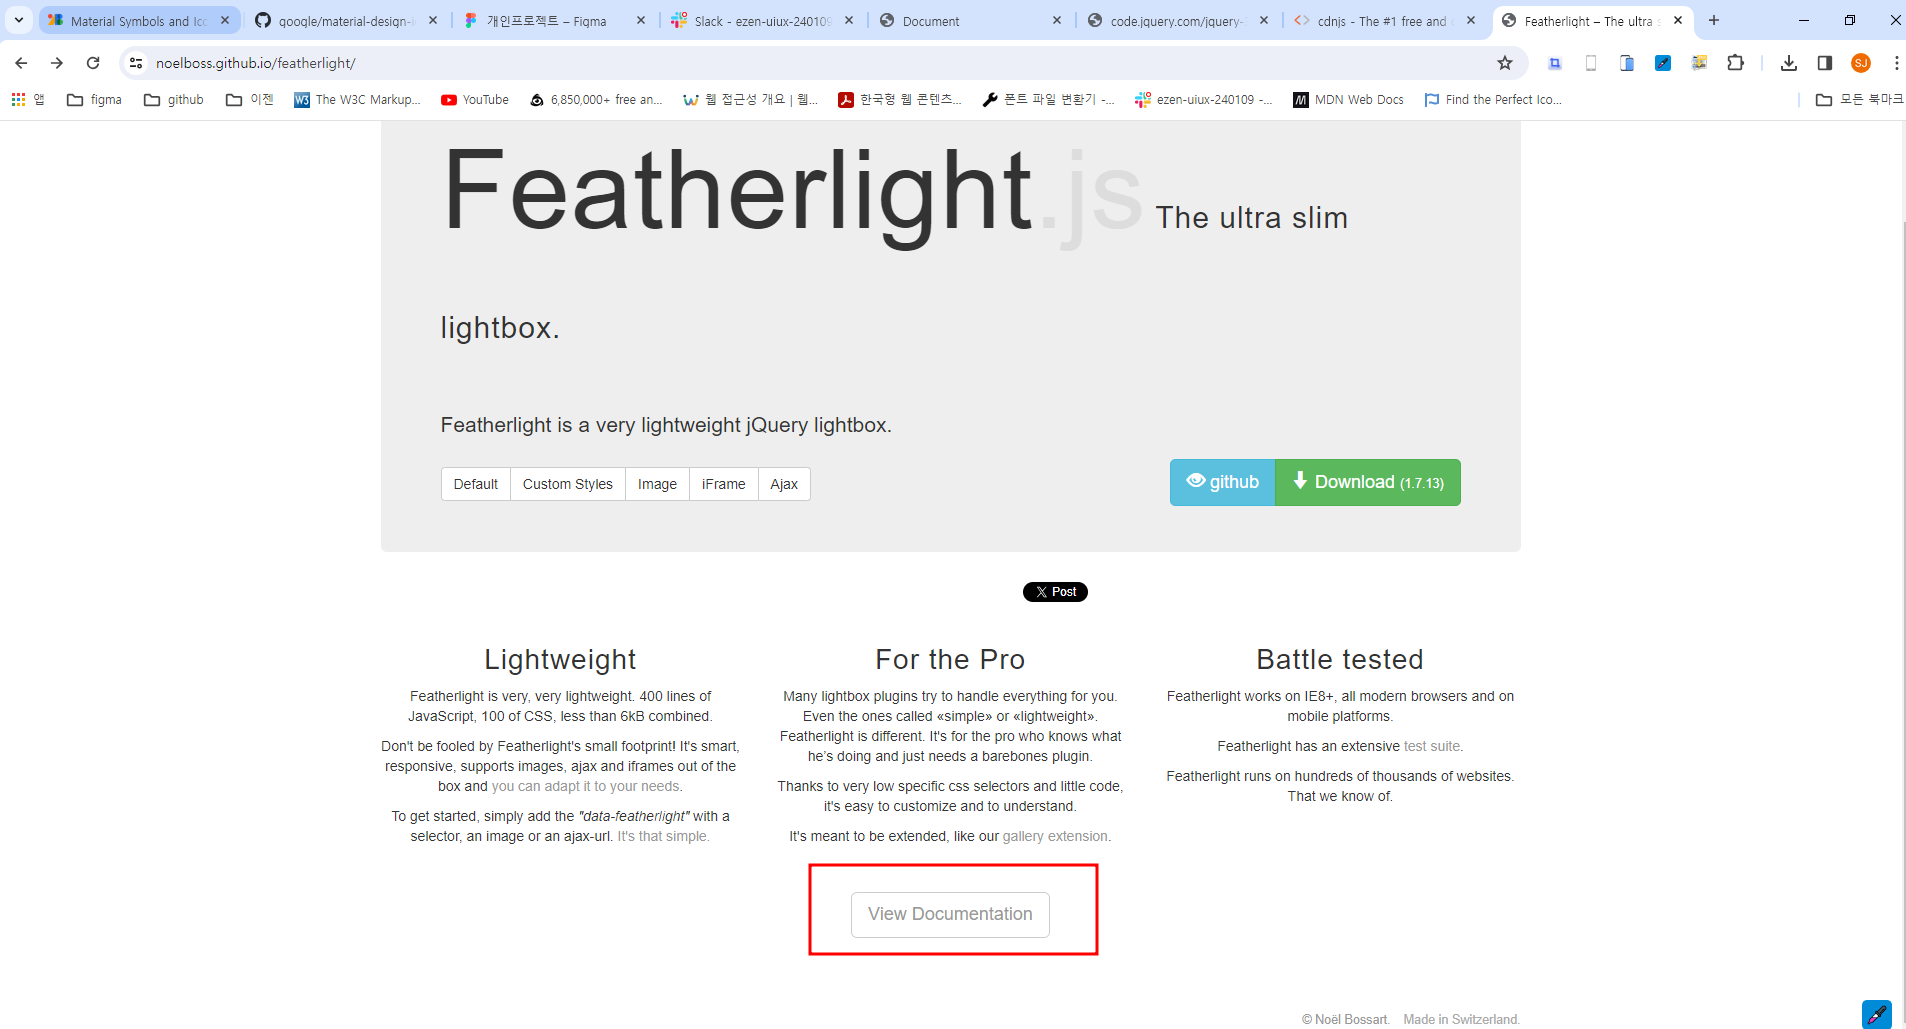 Material Symbols and Ico
google/material-design-i
개인프로젝트 – Figma
Slack - ezen-uiux-240109
Document
code.jquery.com/jquery-
cdnjs - The #1 free and
Featherlight – The ultra s
noelboss.github.io/featherlight/
SJ
앱
figma
github
이젠
The W3C Markup...
YouTube
6,850,000+ free an...
웹 접근성 개요 | 웹...
한국형 웹 콘텐츠...
폰트 파일 변환기 -...
ezen-uiux-240109 -...
MDN Web Docs
Find the Perfect Ico...
모든 북마크
Featherlight.js The ultra slim
lightbox.
Featherlight is a very lightweight jQuery lightbox.
Default
Custom Styles
Image
iFrame
Ajax
github
Download (1.7.13)
Post
Lightweight
Featherlight is very, very lightweight. 400 lines of
JavaScript, 100 of CSS, less than 6kB combined.
Don't be fooled by Featherlight's small footprint! It's smart,
responsive, supports images, ajax and iframes out of the
box and you can adapt it to your needs.
To get started, simply add the "data-featherlight" with a
selector, an image or an ajax-url. It's that simple.
For the Pro
Many lightbox plugins try to handle everything for you.
Even the ones called «simple» or «lightweight».
Featherlight is different. It's for the pro who knows what
he's doing and just needs a barebones plugin.
Thanks to very low specific css selectors and little code,
it's easy to customize and to understand.
It's meant to be extended, like our gallery extension.
Battle tested
Featherlight works on IE8+, all modern browsers and on
mobile platforms.
Featherlight has an extensive test suite.
Featherlight runs on hundreds of thousands of websites.
That we know of.
View Documentation
© Noël Bossart. Made in Switzerland.